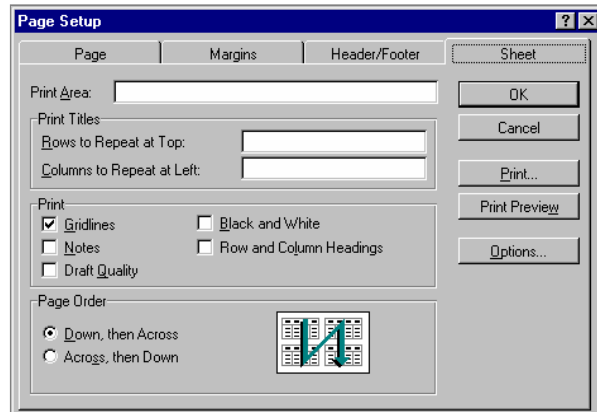 Page Setup
Page Margins Header/Footer Sheet
Print Area:
OK
Print Titles
Cancel
Rows to Repeat at Top:
Columns to Repeat at Left:
Print...
Print
Print Preview
Gridlines Black and White
Notes Row and Column Headings
Options...
Draft Quality
Page Order
Down, then Across
Across, then Down